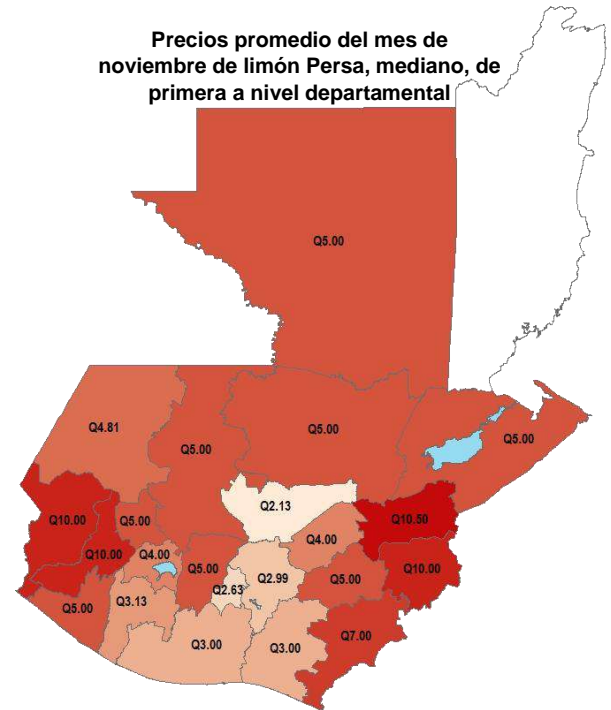 Precios promedio del mes de
noviembre de limón Persa, mediano, de
primera a nivel departamental
Q5.00
Q4.81
Q5.00
Q5.00
Q5.00
Q10.00
Q5.00
Q2.13
Q10.50
Q10.00
Q4.00
Q4.00
Q5.00
Q2.99
Q5.00
Q10.00
Q5.00
Q3.13
Q2.63
Q3.00
Q3.00
Q7.00